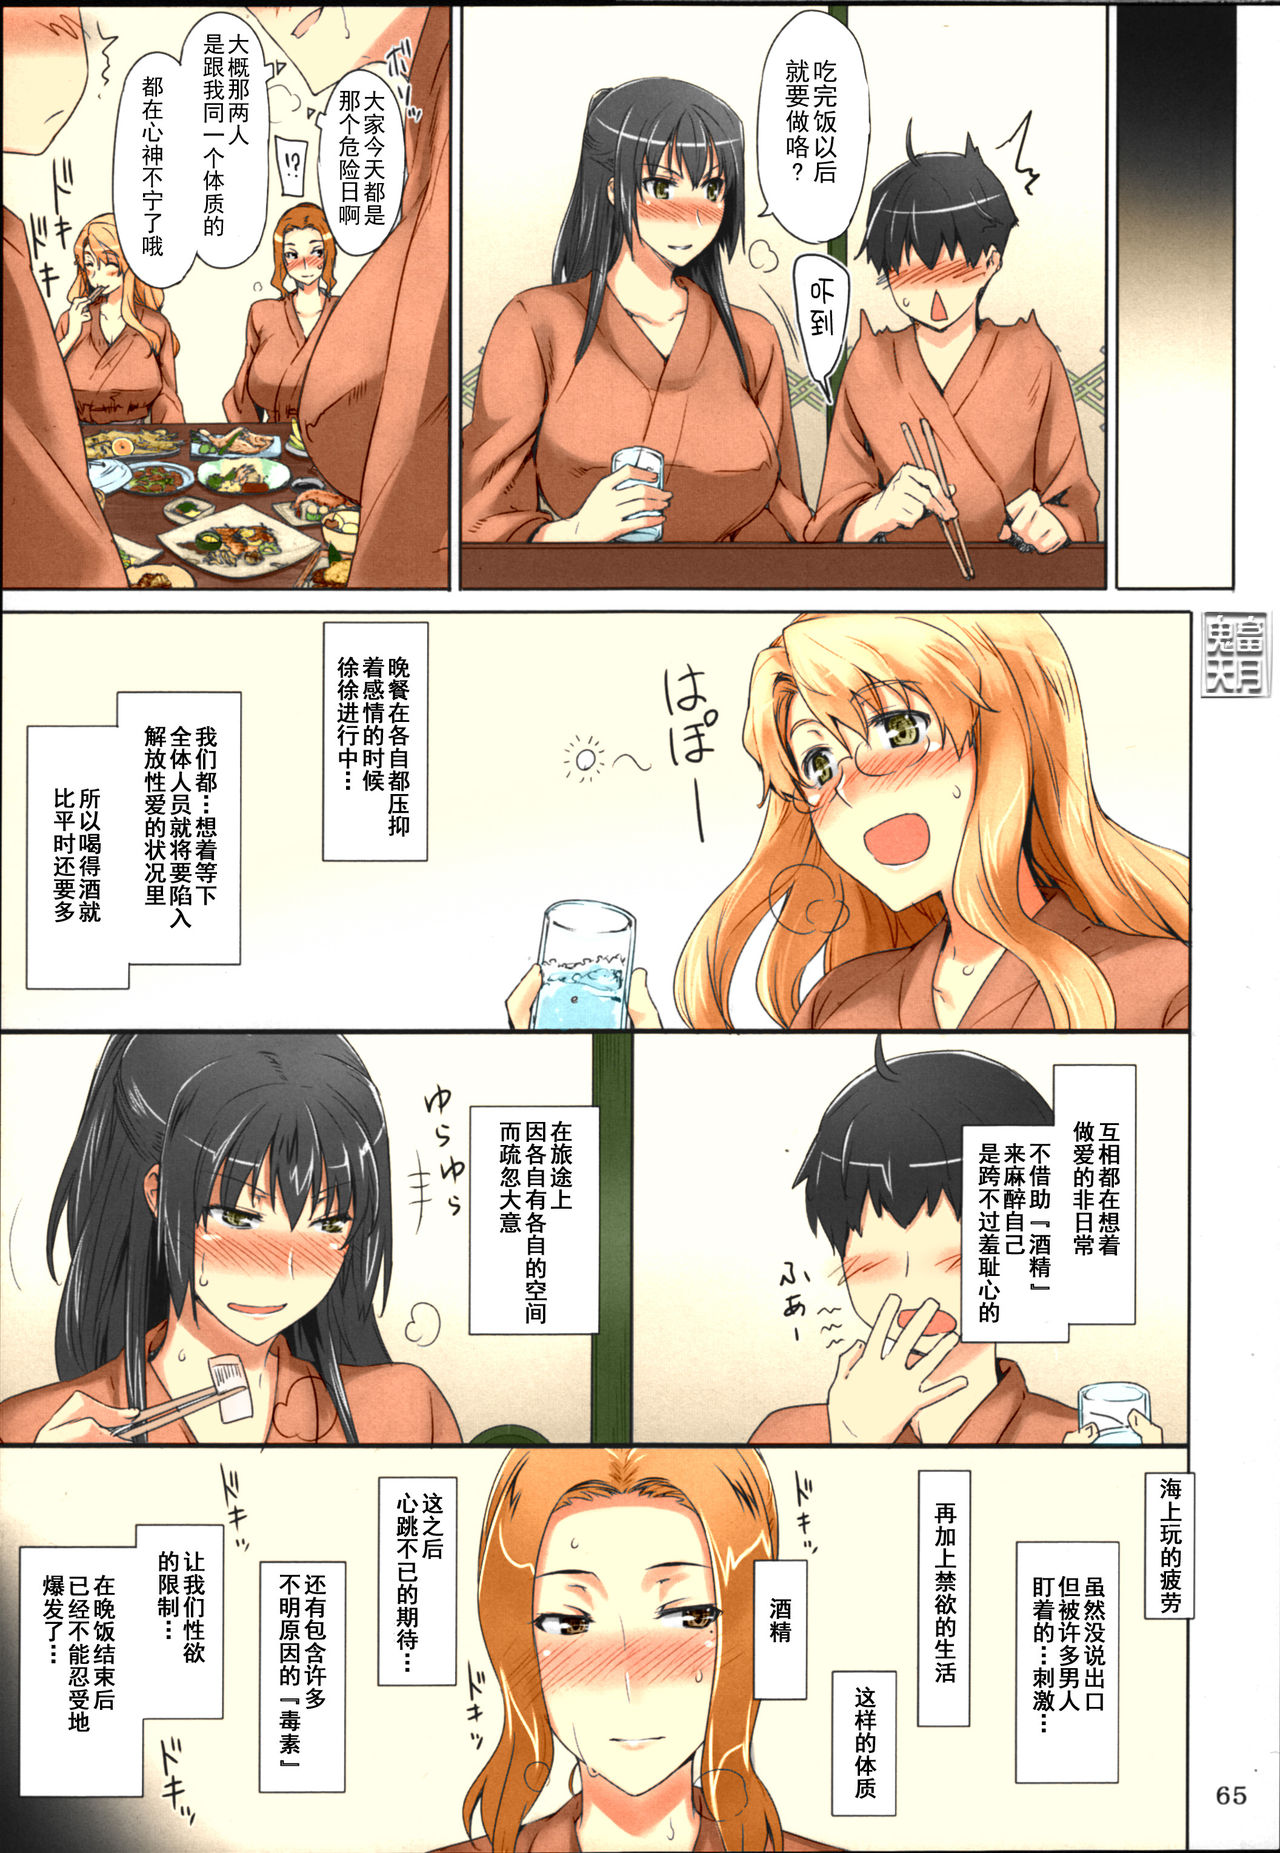 吃完饭以后
就要做咯?
吓到
大家今天都是
那个危险日啊
!?
大概那两人
是跟我同一个体质的
都在心神不宁了哦
ドキ
ドキ
鬼畜
天月
はぽー
晚餐在各自都压抑
着感情的时候
徐徐进行中…
我们都…想着等下
全体人员就将要陷入
解放性爱的状况里
所以喝得酒就
比平时还要多
互相都在想着
做爱的非日常
不借助『酒精』
来麻醉自己
是跨不过羞耻心的
ふぁー
在旅途上
因各自有各自的空间
而疏忽大意
ゆらゆら
海上玩的疲劳
虽然没说出口
但被许多男人
盯着的…刺激…
再加上禁欲的生活
这样的体质
酒精
这之后
心跳不已的期待…
还有包含许多
不明原因的『毒素』
让我们性欲
的限制…
在晚饭结束后
已经不能忍受地
爆发了…
ドキッ
ドキッ
ドキッ
65